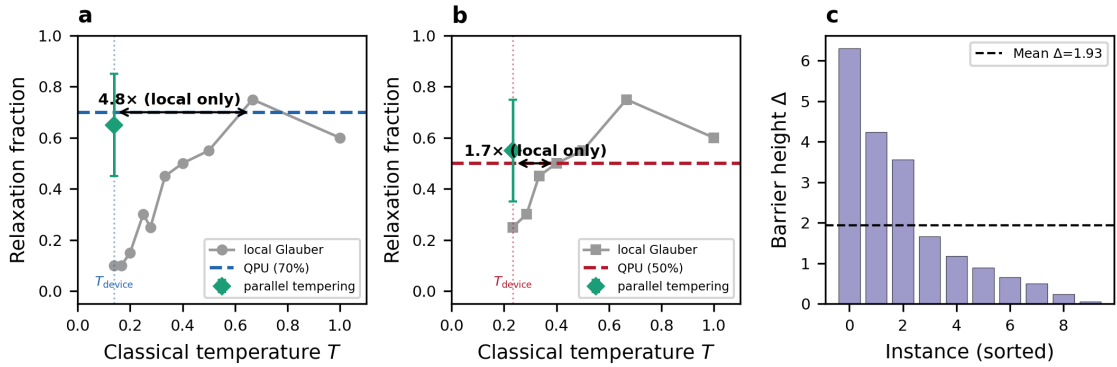 a
Relaxation fraction
1.0
0.8
0.6
0.4
0.2
0.0
4.8× (local only)
T_device
local Glauber
QPU (70%)
parallel tempering
0.0 0.2 0.4 0.6 0.8 1.0
Classical temperature T
b
Relaxation fraction
1.0
0.8
0.6
0.4
0.2
0.0
1.7× (local only)
T_device
local Glauber
QPU (50%)
parallel tempering
0.0 0.2 0.4 0.6 0.8 1.0
Classical temperature T
c
Barrier height Δ
6
5
4
3
2
1
0
Mean Δ=1.93
0 2 4 6 8
Instance (sorted)